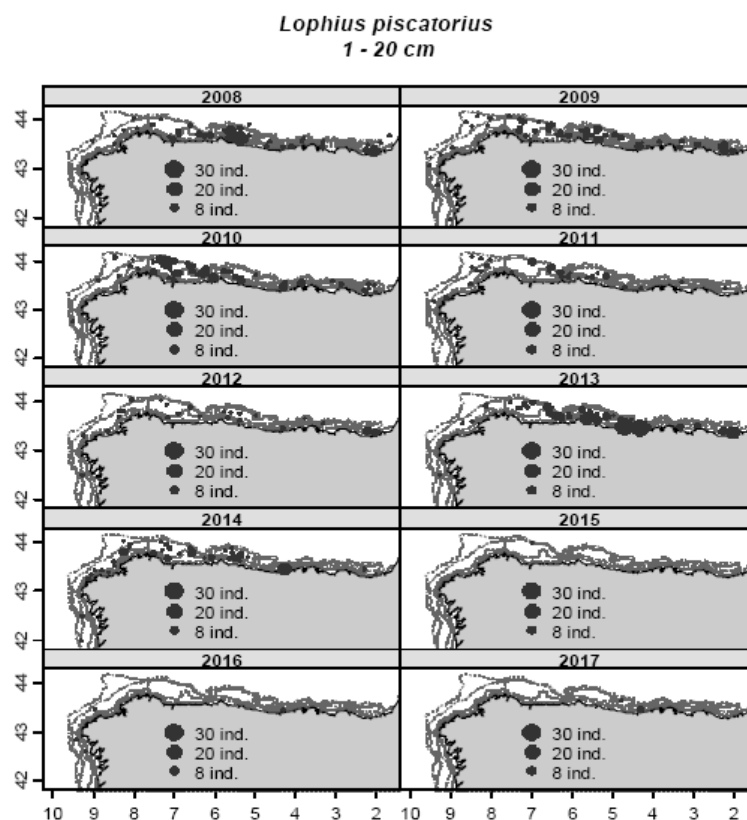 Lophius piscatorius
1 - 20 cm
2008 2009
44
43
42
30 ind. 30 ind.
20 ind. 20 ind.
8 ind. 8 ind.
2010 2011
44
43
42
30 ind. 30 ind.
20 ind. 20 ind.
8 ind. 8 ind.
2012 2013
44
43
42
30 ind. 30 ind.
20 ind. 20 ind.
8 ind. 8 ind.
2014 2015
44
43
42
30 ind. 30 ind.
20 ind. 20 ind.
8 ind. 8 ind.
2016 2017
44
43
42
30 ind. 30 ind.
20 ind. 20 ind.
8 ind. 8 ind.
10 9 8 7 6 5 4 3 2 10 9 8 7 6 5 4 3 2